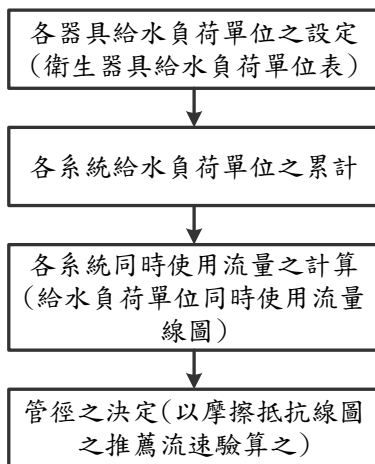 各器具給水負荷單位之設定
(衛生器具給水負荷單位表)
各系統給水負荷單位之累計
各系統同時使用流量之計算
(給水負荷單位同時使用流量
線圖)
管徑之決定(以摩擦抵抗線圖
之推薦流速驗算之)